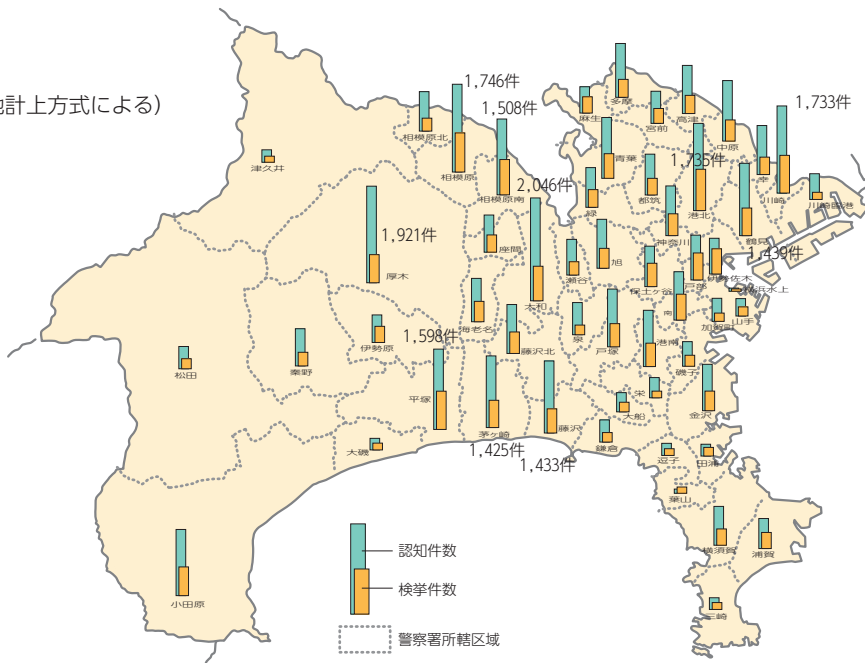 地計上方式による)
1,746件
1,508件
1,733件
1,735件
2,046件
1,921件
1,439件
1,598件
1,425件
1,433件
相模原北
相模原
相模原南
津久井
麻生
多摩
宮前
高津
中原
幸
川崎
川崎臨港
青葉
都筑
港北
緑
神奈川
鶴見
座間
厚木
大和
瀬谷
旭
保土ヶ谷
戸部
伊勢佐木
横浜水上
南
加賀町
山手
海老名
伊勢原
秦野
松田
藤沢北
泉
戸塚
港南
磯子
平塚
茅ヶ崎
藤沢
大船
栄
金沢
鎌倉
大磯
逗子
田浦
葉山
横須賀
浦賀
三崎
小田原
認知件数
検挙件数
警察署所轄区域